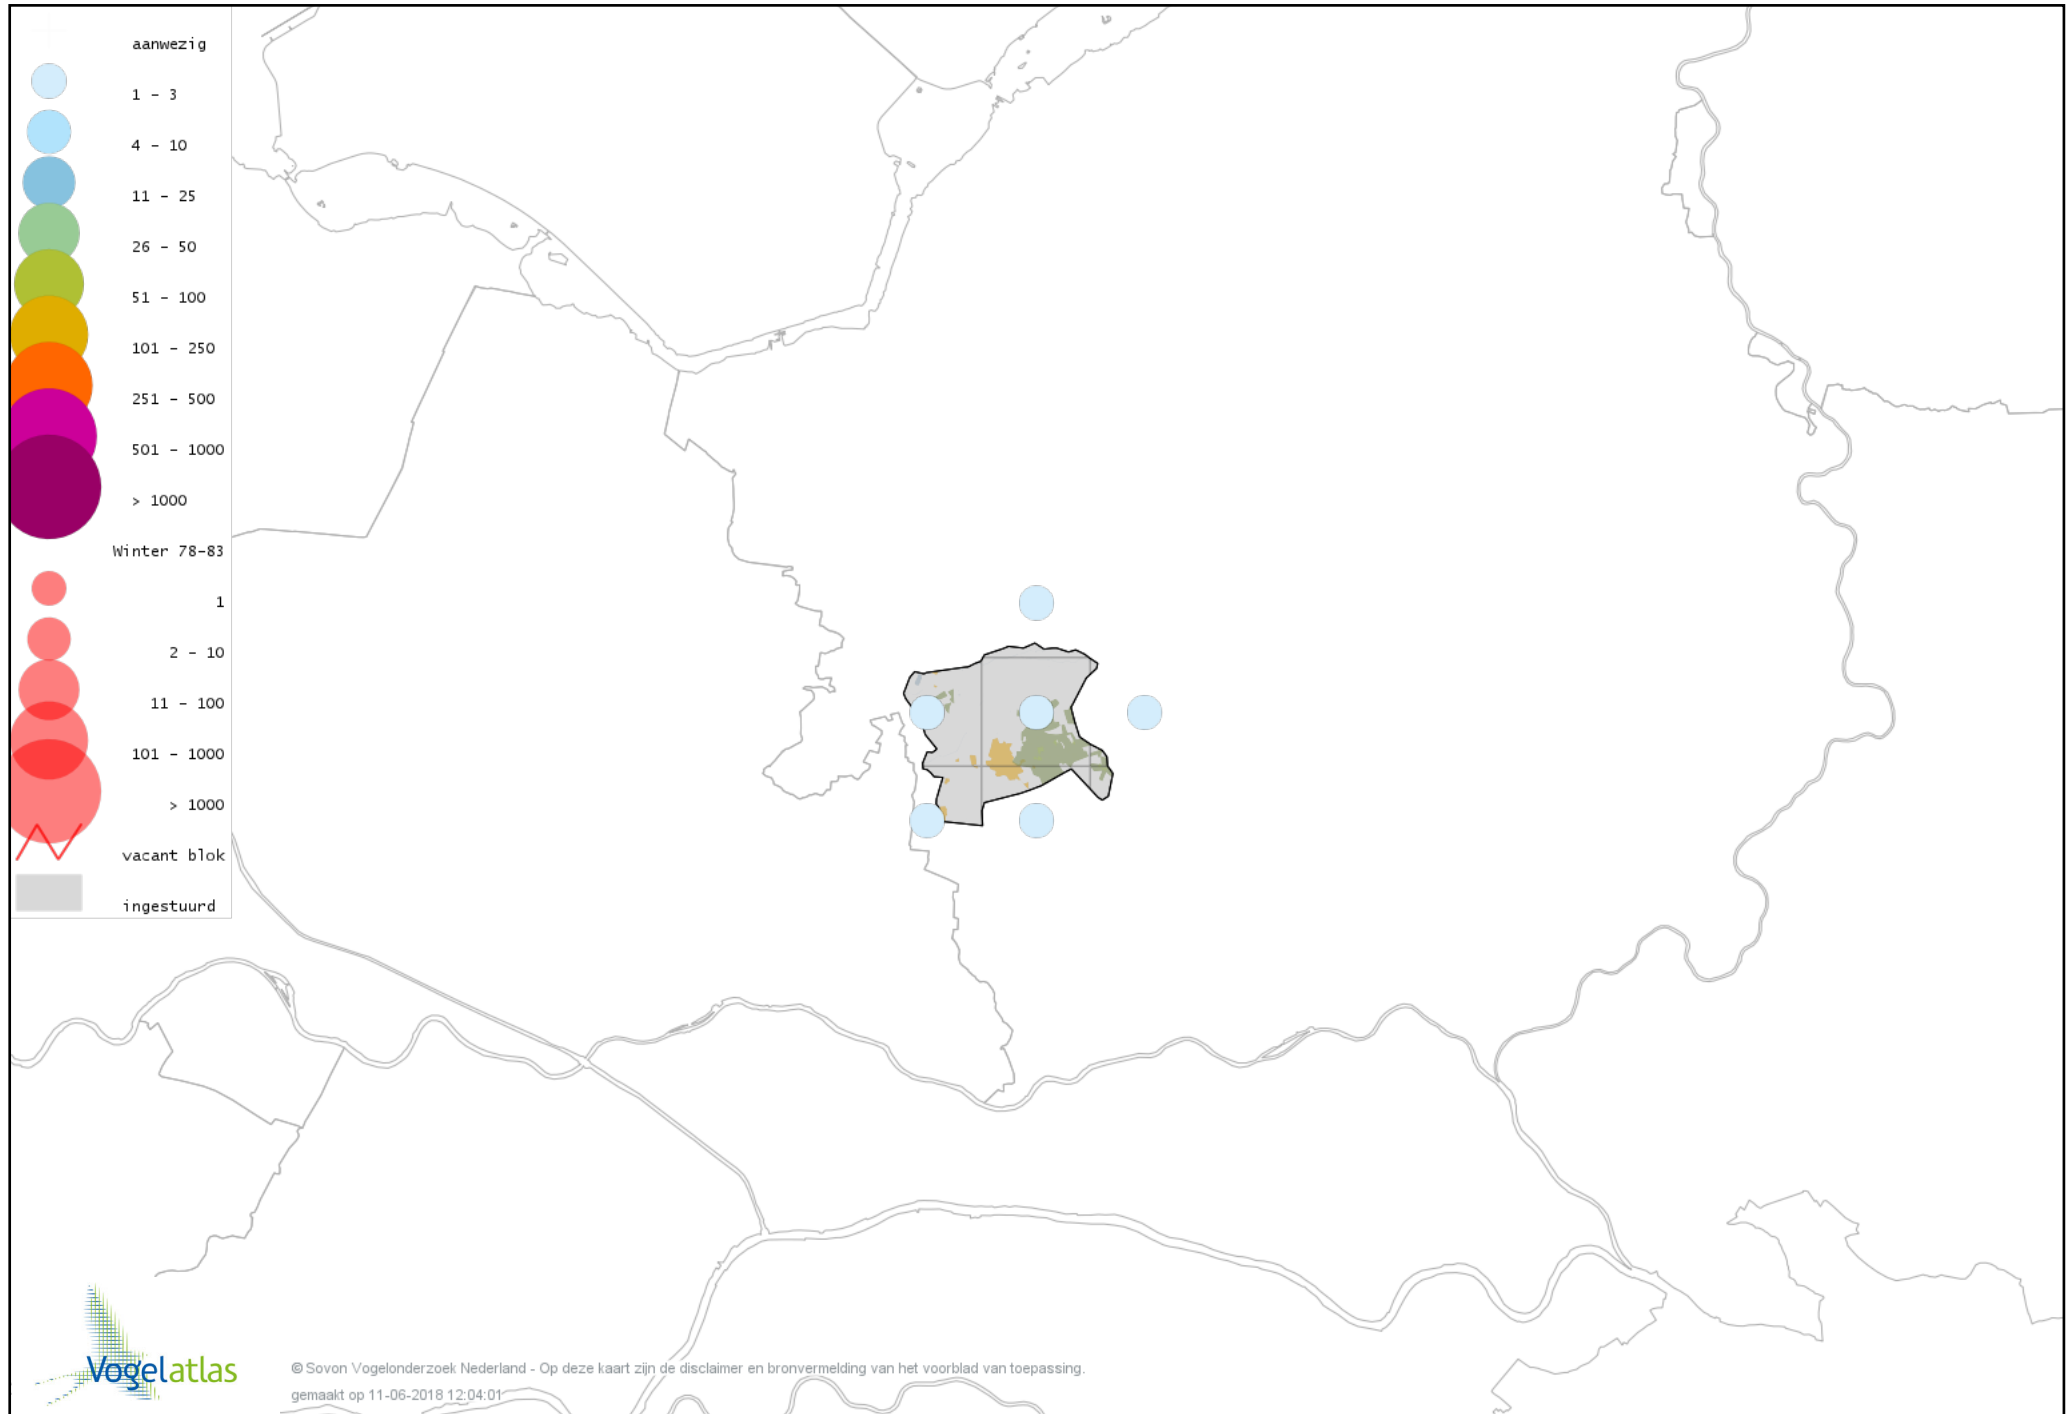 aanwezig
1 - 3
4 - 10
11 - 25
26 - 50
51 - 100
101 - 250
251 - 500
501 - 1000
> 1000
Winter 78-83
1
2 - 10
11 - 100
101 - 1000
> 1000
vacant blok
ingestuurd
Vogelatlas
© Sovon Vogelonderzoek Nederland - Op deze kaart zijn de disclaimer en bronvermelding van het voorblad van toepassing.
gemaakt op 11-06-2018 12:04:01